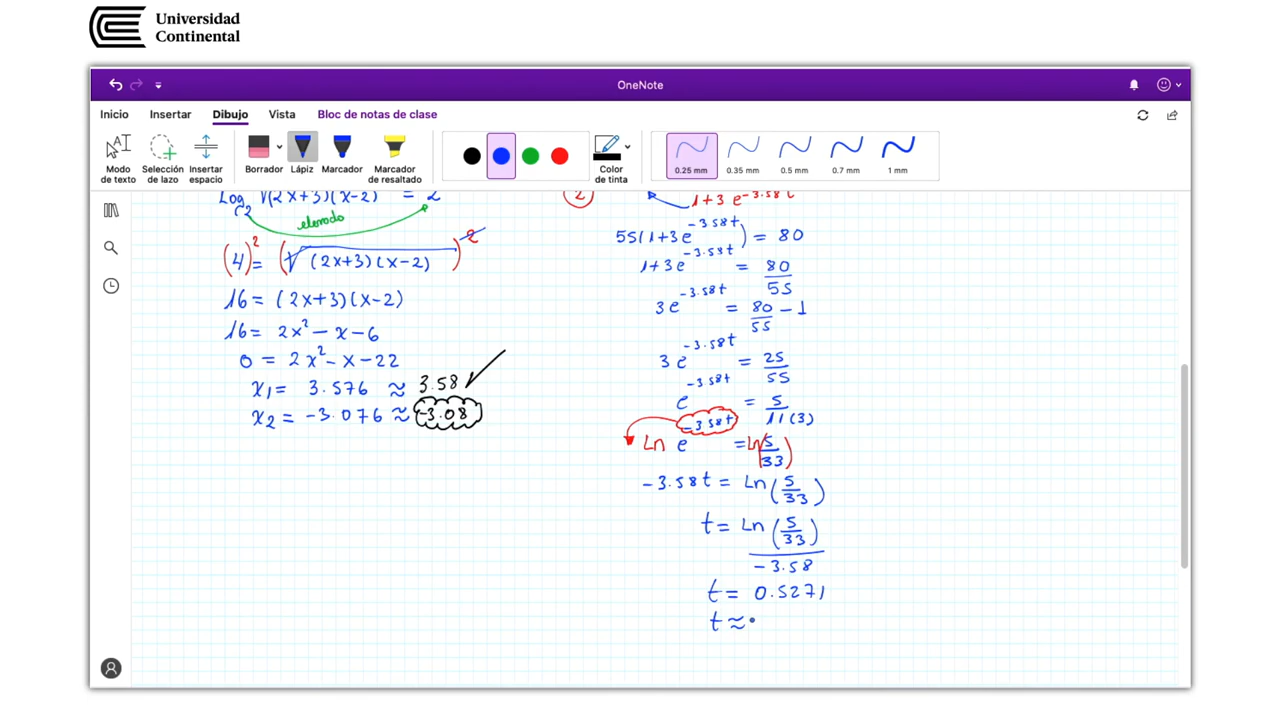 Universidad
Continental
OneNote
Inicio Insertar Dibujo Vista Bloc de notas de clase
Modo de texto
Selección de lazo
Insertar espacio
Borrador
Lápiz
Marcador
Marcador de resaltado
Color de tinta
0.25 mm 0.35 mm 0.5 mm 0.7 mm 1 mm
Log √(2x+3)(x-2) = 2
elevado
(4)² = (√(2x+3)(x-2))²
16 = (2x+3)(x-2)
16 = 2x² - x - 6
0 = 2x² - x - 22
x₁ = 3.576 ≈ 3.58
x₂ = -3.076 ≈ -3.08
2
1+3e^-3.58t
55(1+3e^-3.58t) = 80
1+3e^-3.58t = 80/55
3e^-3.58t = 80/55 - 1
3e^-3.58t = 25/55
e^-3.58t = 5/11(3)
Ln e^-3.58t = Ln(5/33)
-3.58t = Ln(5/33)
t = Ln(5/33)/-3.58
t = 0.5271
t ≈